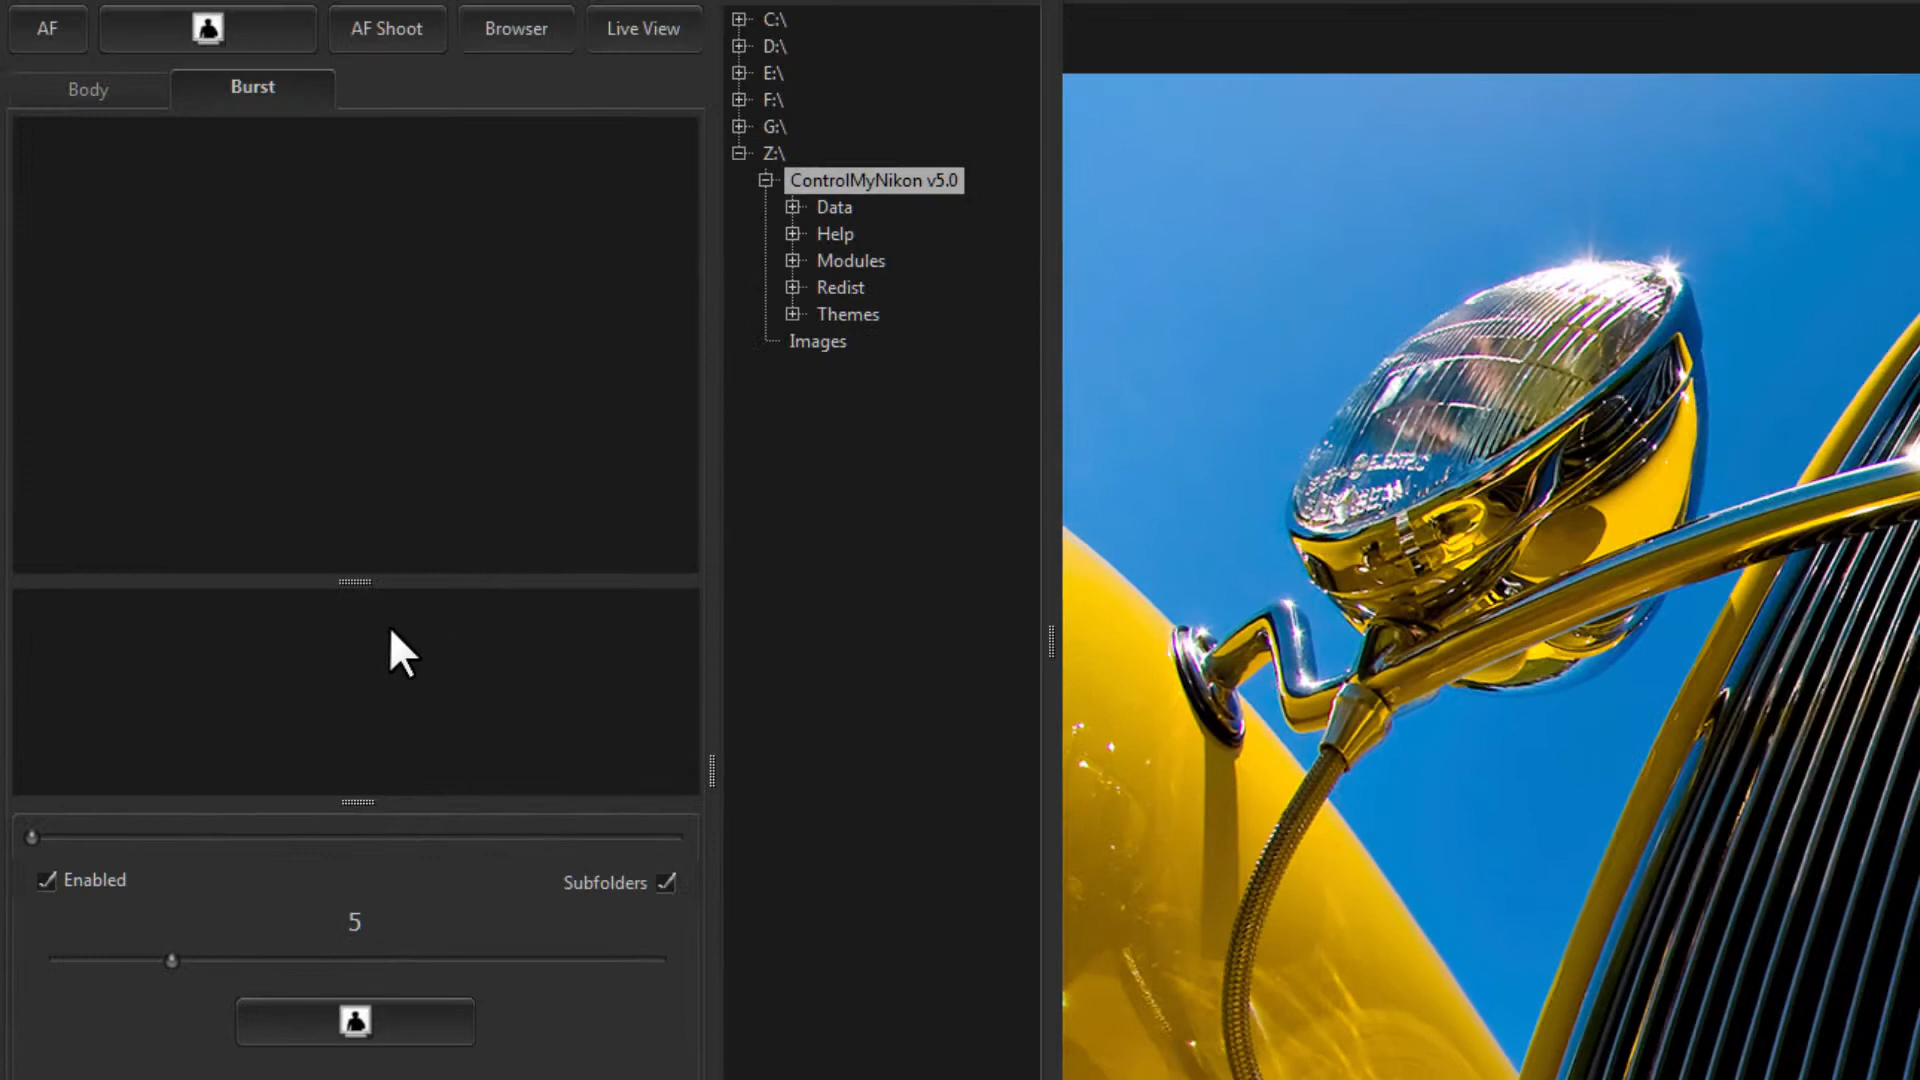 AF
AF Shoot
Browser
Live View
Body
Burst
Enabled
Subfolders
5
C:\
D:\
E:\
F:\
G:\
Z:\
ControlMyNikon v5.0
Data
Help
Modules
Redist
Themes
Images